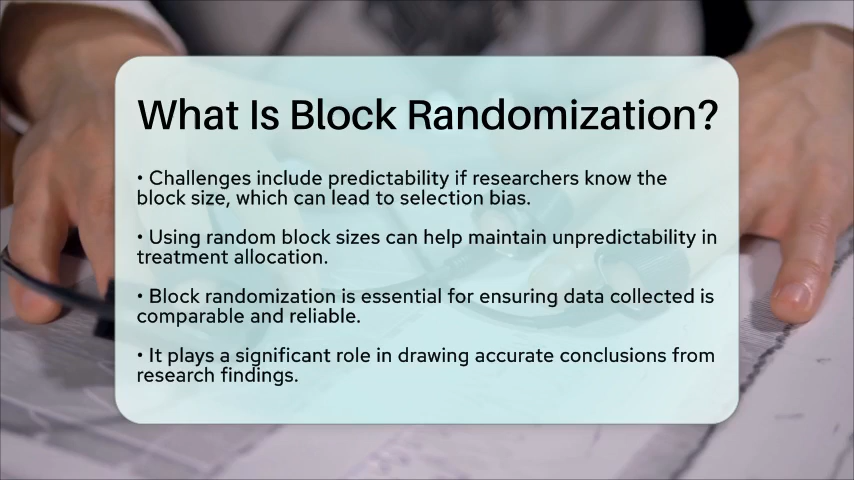 What Is Block Randomization?
• Challenges include predictability if researchers know the
block size, which can lead to selection bias.
• Using random block sizes can help maintain unpredictability in
treatment allocation.
• Block randomization is essential for ensuring data collected is
comparable and reliable.
• It plays a significant role in drawing accurate conclusions from
research findings.